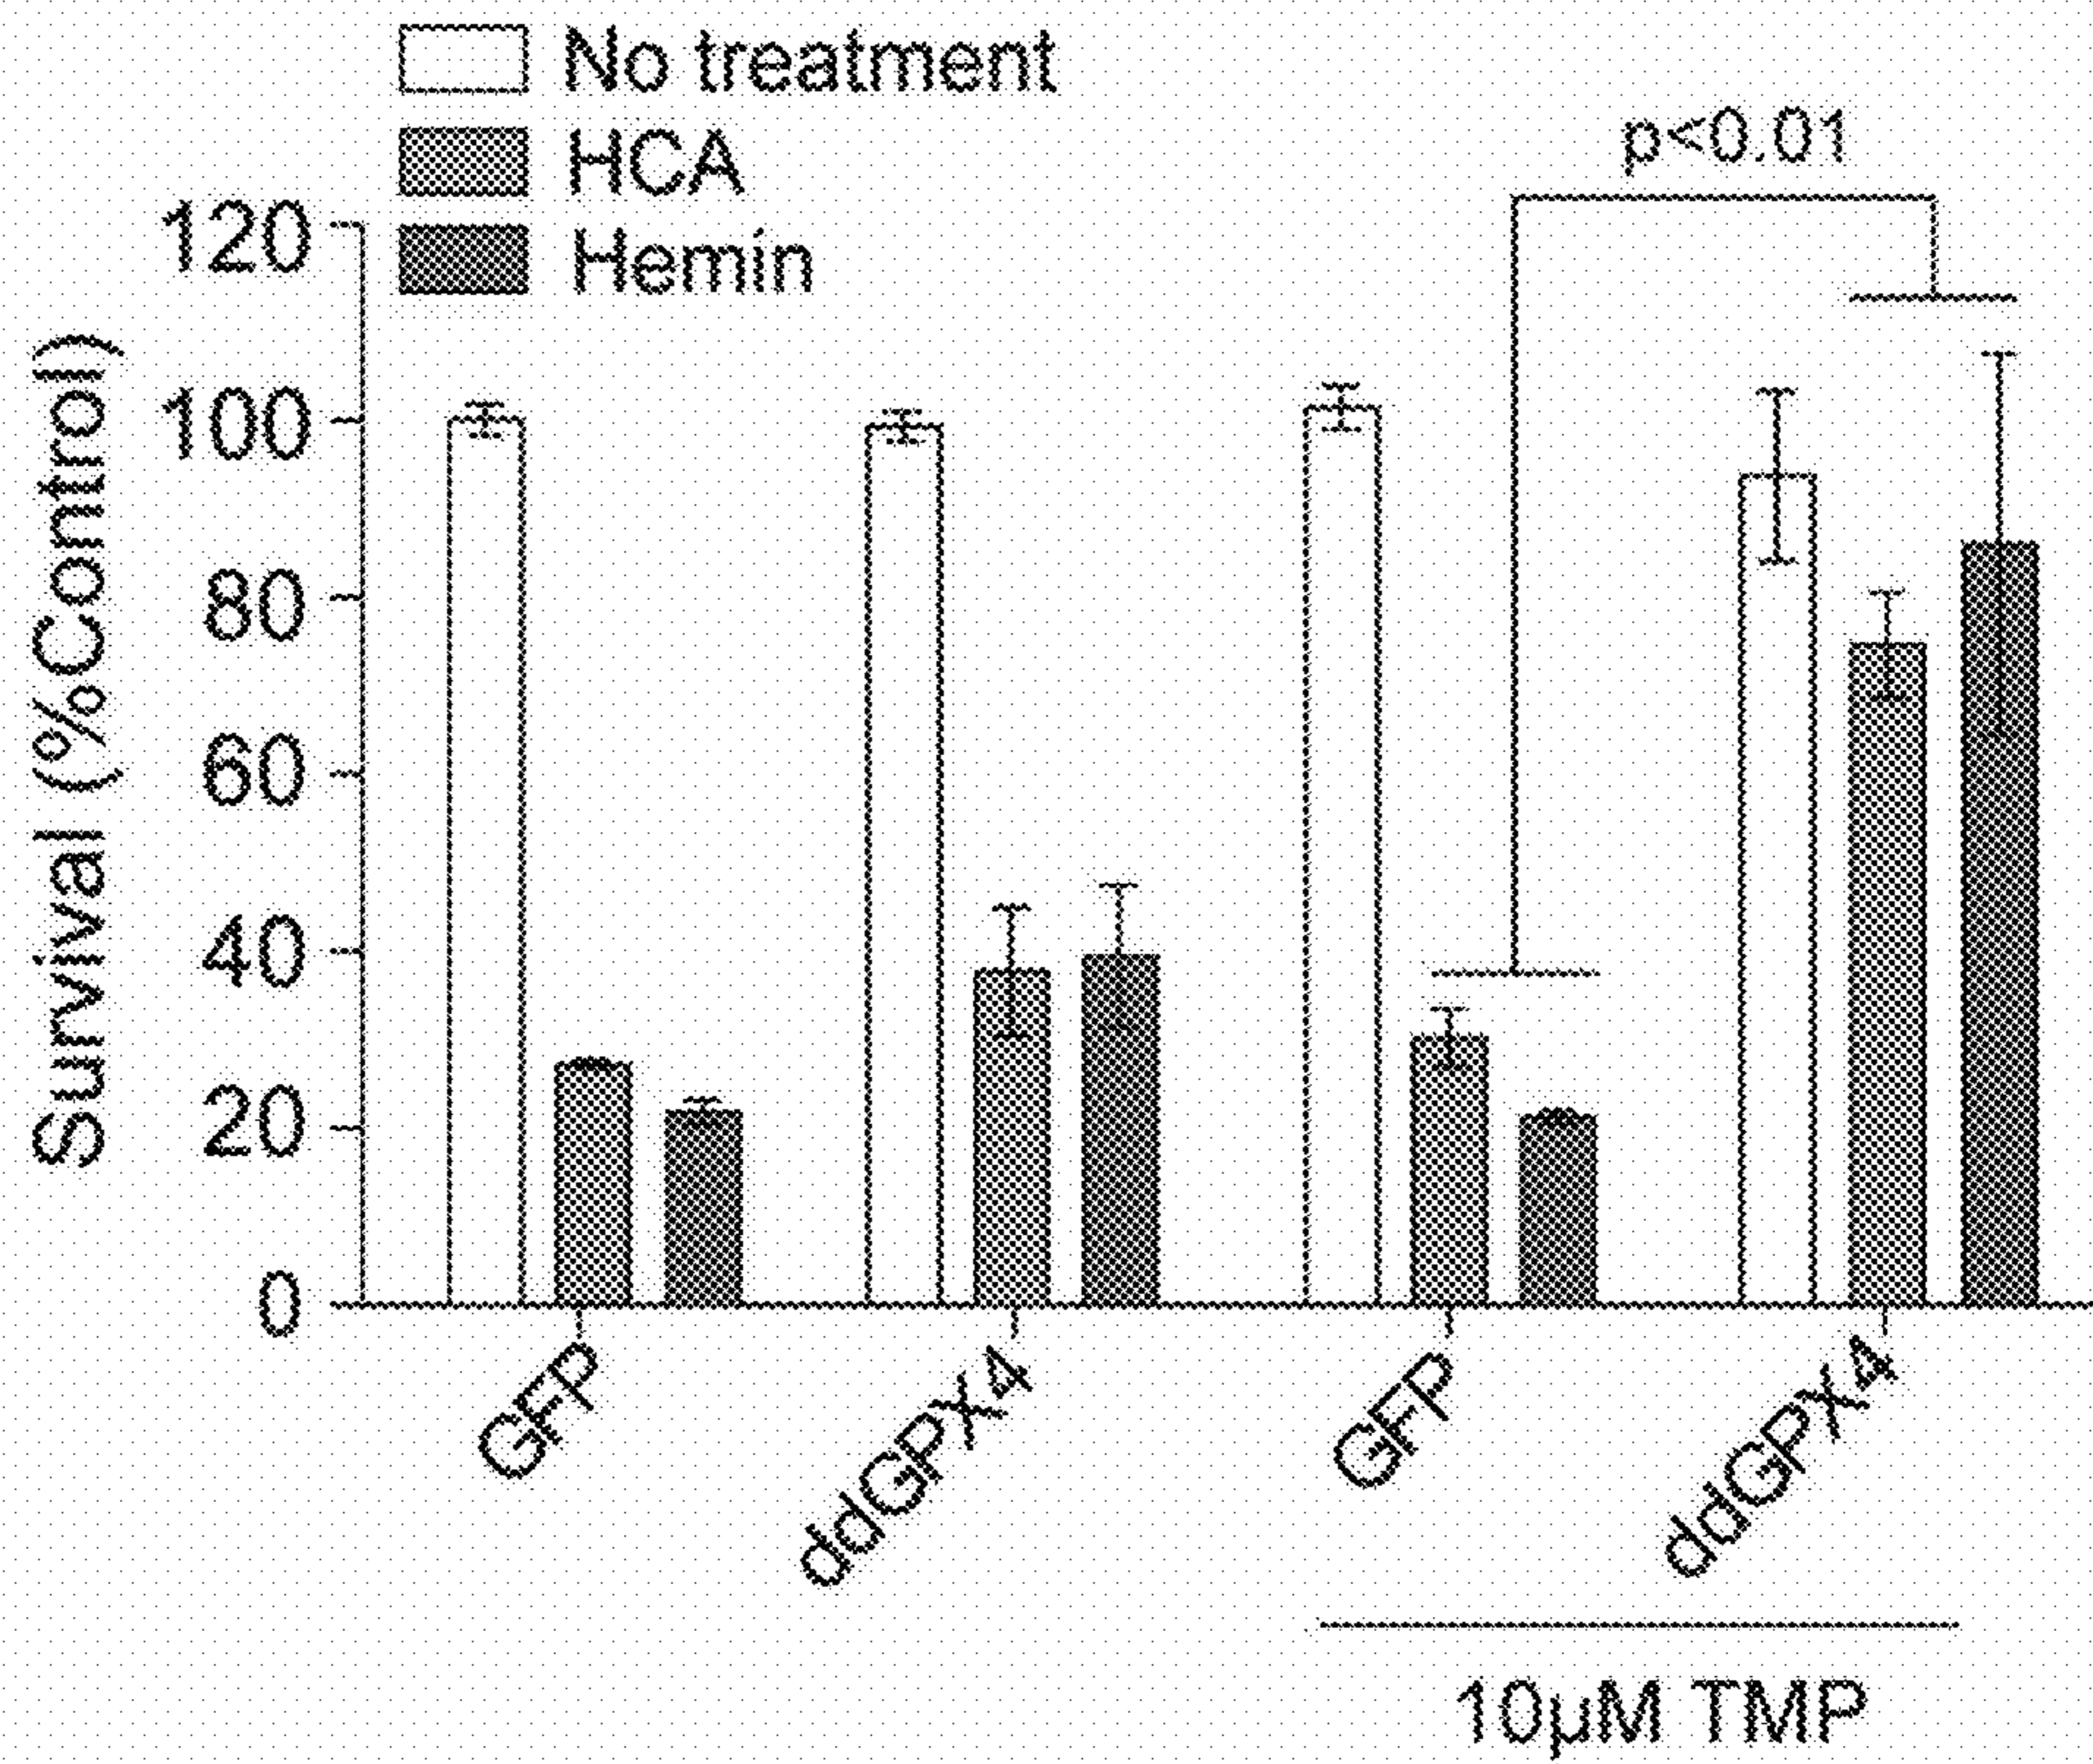 No treatment
HCA
Hemin
p<0.01
Survival (%Control)
120
100
80
60
40
20
0
GFP
ddGPX4
GFP
ddGPX4
10µM TMP